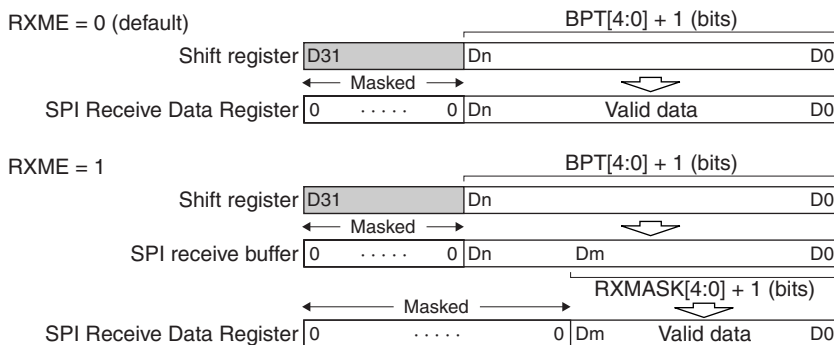 RXME = 0 (default)
BPT[4:0] + 1 (bits)
Shift register D31 Dn D0
Masked
SPI Receive Data Register 0 ····· 0 Dn Valid data D0
RXME = 1
BPT[4:0] + 1 (bits)
Shift register D31 Dn D0
Masked
SPI receive buffer 0 ····· 0 Dn Dm D0
RXMASK[4:0] + 1 (bits)
Masked
SPI Receive Data Register 0 ····· 0 Dm Valid data D0